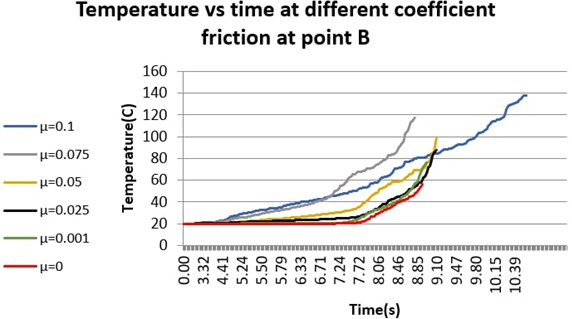 Temperature vs time at different coefficient
friction at point B
μ=0.1
μ=0.075
μ=0.05
μ=0.025
μ=0.001
μ=0
Temperature(C)
160
140
120
100
80
60
40
20
0
0.00 3.32 4.41 5.24 5.50 5.79 6.33 6.71 7.24 7.72 8.06 8.46 8.85 9.10 9.47 9.80 10.15 10.39
Time(s)